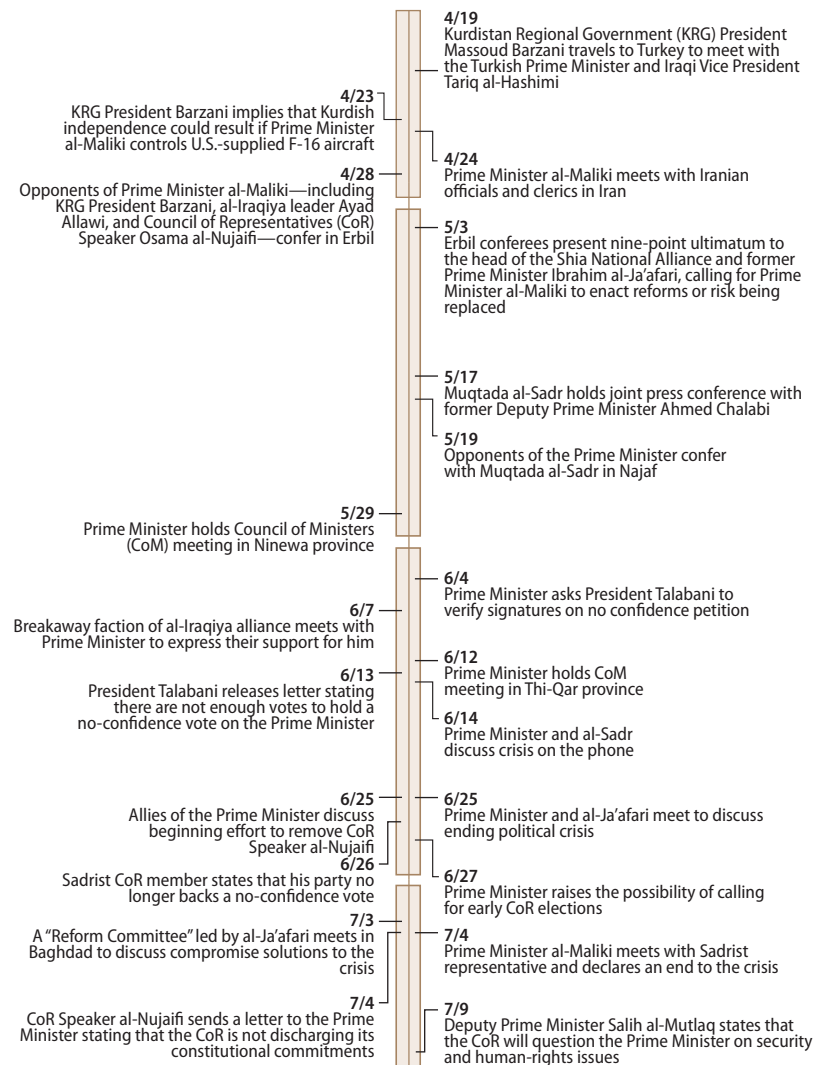 4/19
Kurdistan Regional Government (KRG) President
Massoud Barzani travels to Turkey to meet with
the Turkish Prime Minister and Iraqi Vice President
Tariq al-Hashimi
4/23
KRG President Barzani implies that Kurdish
independence could result if Prime Minister
al-Maliki controls U.S.-supplied F-16 aircraft
4/24
Prime Minister al-Maliki meets with Iranian
officials and clerics in Iran
4/28
Opponents of Prime Minister al-Maliki—including
KRG President Barzani, al-Iraqiya leader Ayad
Allawi, and Council of Representatives (CoR)
Speaker Osama al-Nujaifi—confer in Erbil
5/3
Erbil conferees present nine-point ultimatum to
the head of the Shia National Alliance and former
Prime Minister Ibrahim al-Ja’afari, calling for Prime
Minister al-Maliki to enact reforms or risk being
replaced
5/17
Muqtada al-Sadr holds joint press conference with
former Deputy Prime Minister Ahmed Chalabi
5/19
Opponents of the Prime Minister confer
with Muqtada al-Sadr in Najaf
5/29
Prime Minister holds Council of Ministers
(CoM) meeting in Ninewa province
6/4
Prime Minister asks President Talabani to
verify signatures on no confidence petition
6/7
Breakaway faction of al-Iraqiya alliance meets with
Prime Minister to express their support for him
6/12
Prime Minister holds CoM
meeting in Thi-Qar province
6/13
President Talabani releases letter stating
there are not enough votes to hold a
no-confidence vote on the Prime Minister
6/14
Prime Minister and al-Sadr
discuss crisis on the phone
6/25
Allies of the Prime Minister discuss
beginning effort to remove CoR
Speaker al-Nujaifi
6/25
Prime Minister and al-Ja’afari meet to discuss
ending political crisis
6/26
Sadrist CoR member states that his party no
longer backs a no-confidence vote
6/27
Prime Minister raises the possibility of calling
for early CoR elections
7/3
A “Reform Committee” led by al-Ja’afari meets in
Baghdad to discuss compromise solutions to the
crisis
7/4
Prime Minister al-Maliki meets with Sadrist
representative and declares an end to the crisis
7/4
CoR Speaker al-Nujaifi sends a letter to the Prime
Minister stating that the CoR is not discharging its
constitutional commitments
7/9
Deputy Prime Minister Salih al-Mutlaq states that
the CoR will question the Prime Minister on security
and human-rights issues